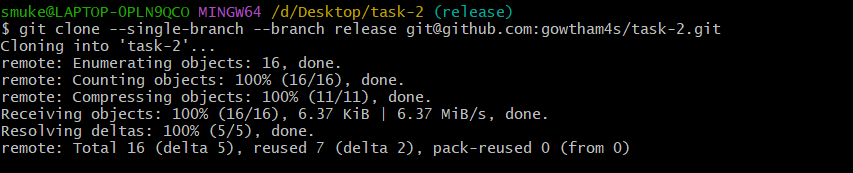 smuke@LAPTOP-OPLN9QCO MINGW64 /d/Desktop/task-2 (release)
$ git clone --single-branch --branch release git@github.com:gowtham4s/task-2.git
Cloning into 'task-2'...
remote: Enumerating objects: 16, done.
remote: Counting objects: 100% (16/16), done.
remote: Compressing objects: 100% (11/11), done.
Receiving objects: 100% (16/16), 6.37 KiB | 6.37 MiB/s, done.
Resolving deltas: 100% (5/5), done.
remote: Total 16 (delta 5), reused 7 (delta 2), pack-reused 0 (from 0)